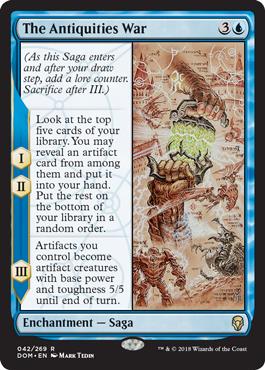 The Antiquities War 3
(As this Saga enters
and after your draw
step, add a lore counter.
Sacrifice after III.)
I
II
Look at the top
five cards of your
library. You may
reveal an artifact
card from among
them and put it
into your hand.
Put the rest on
the bottom of
your library in a
random order.
III
Artifacts you
control become
artifact creatures
with base power
and toughness 5/5
until end of turn.
Enchantment — Saga
042/269 R
DOM • EN Mark Tedin
™ & © 2018 Wizards of the Coast